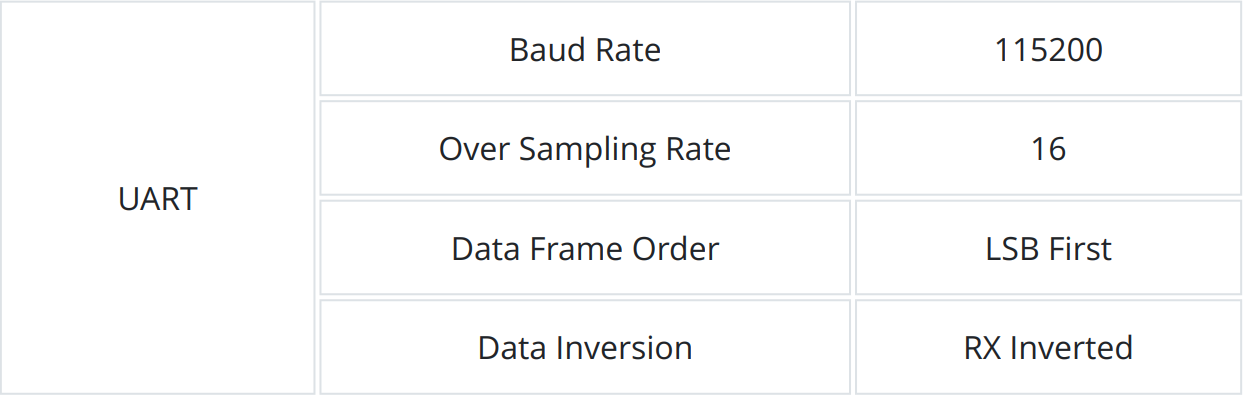 UART
Baud Rate
115200
Over Sampling Rate
16
Data Frame Order
LSB First
Data Inversion
RX Inverted